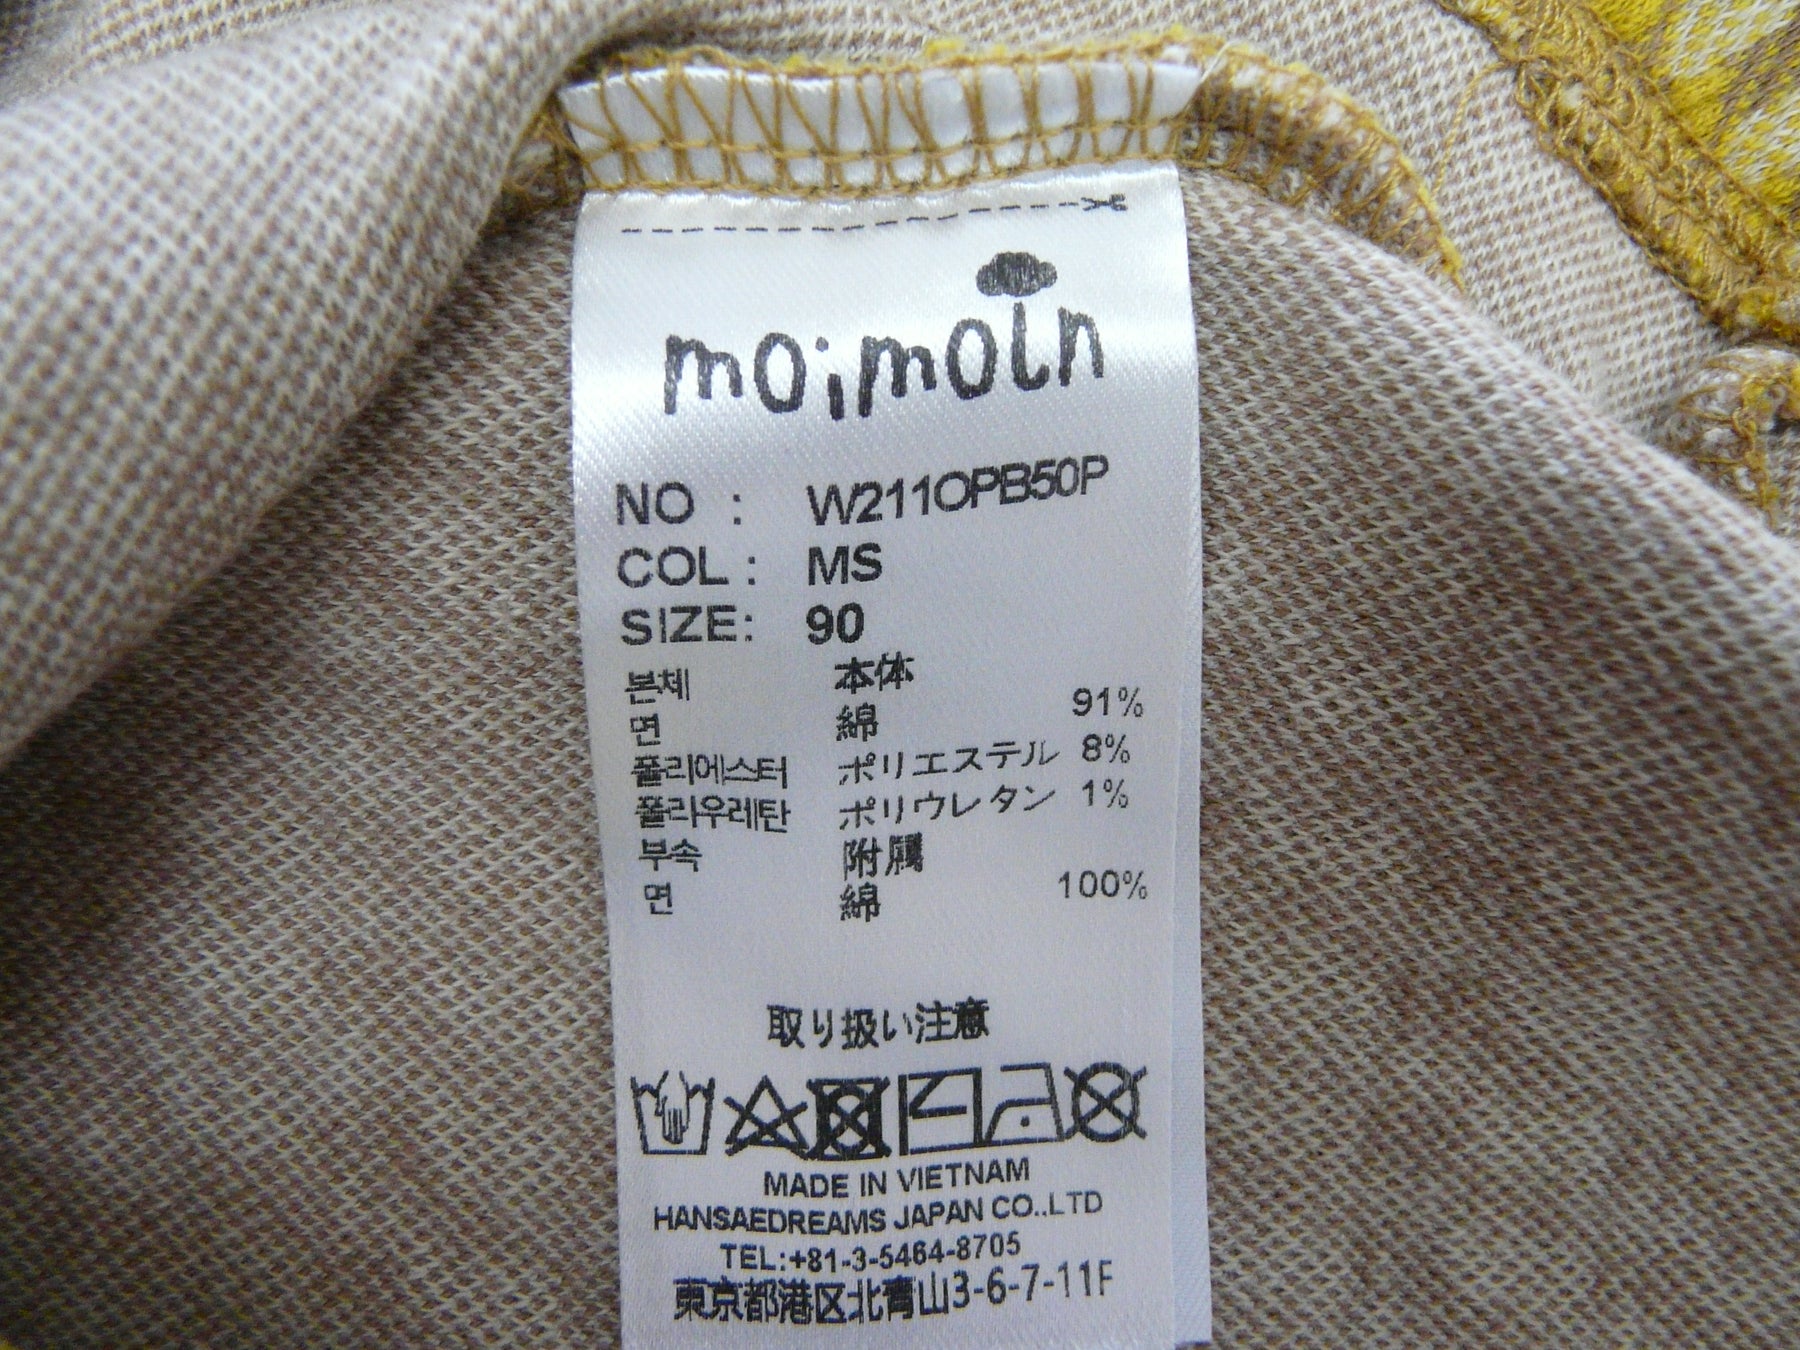 moimoln
NO : W211OPB50P
COL : MS
SIZE: 90
본체 本体
면 綿 91%
폴리에스터 ポリエステル 8%
폴리우레탄 ポリウレタン 1%
부속 附属
면 綿 100%
取り扱い注意
MADE IN VIETNAM
HANSAEDREAMS JAPAN CO..LTD
TEL:+81-3-5464-8705
東京都港区北青山3-6-7-11F